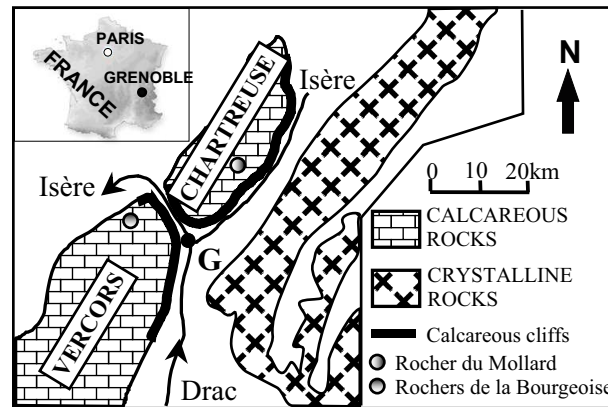 PARIS
FRANCE
GRENOBLE
CHARTREUSE
Isère
N
0 10 20km
Isère
G
VERCORS
Drac
CALCAREOUS
ROCKS
CRYSTALLINE
ROCKS
Calcareous cliffs
Rocher du Mollard
Rochers de la Bourgeoise